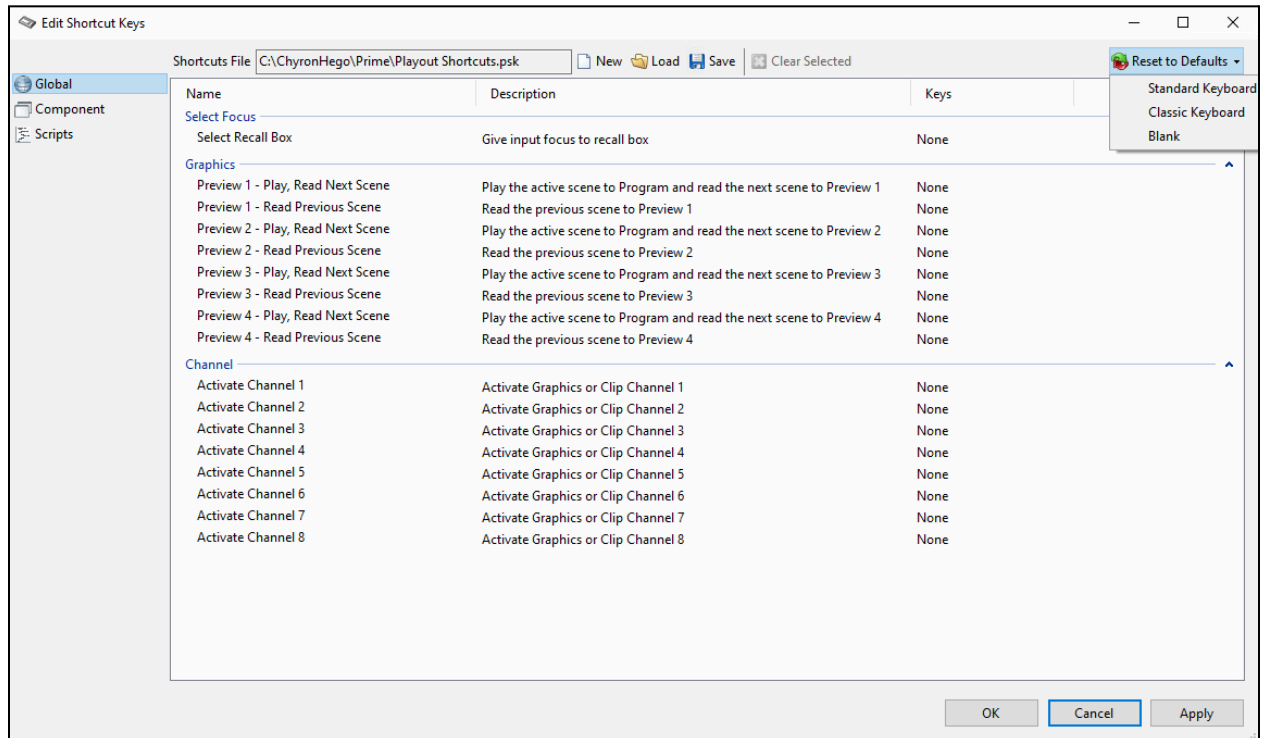 Edit Shortcut Keys
Shortcuts File C:\ChyronHego\Prime\Playout Shortcuts.psk New Load Save Clear Selected Reset to Defaults
Global
Component
Scripts
Standard Keyboard
Classic Keyboard
Blank
Name Description Keys
Select Focus
Select Recall Box Give input focus to recall box None
Graphics
Preview 1 - Play, Read Next Scene Play the active scene to Program and read the next scene to Preview 1 None
Preview 1 - Read Previous Scene Read the previous scene to Preview 1 None
Preview 2 - Play, Read Next Scene Play the active scene to Program and read the next scene to Preview 2 None
Preview 2 - Read Previous Scene Read the previous scene to Preview 2 None
Preview 3 - Play, Read Next Scene Play the active scene to Program and read the next scene to Preview 3 None
Preview 3 - Read Previous Scene Read the previous scene to Preview 3 None
Preview 4 - Play, Read Next Scene Play the active scene to Program and read the next scene to Preview 4 None
Preview 4 - Read Previous Scene Read the previous scene to Preview 4 None
Channel
Activate Channel 1 Activate Graphics or Clip Channel 1 None
Activate Channel 2 Activate Graphics or Clip Channel 2 None
Activate Channel 3 Activate Graphics or Clip Channel 3 None
Activate Channel 4 Activate Graphics or Clip Channel 4 None
Activate Channel 5 Activate Graphics or Clip Channel 5 None
Activate Channel 6 Activate Graphics or Clip Channel 6 None
Activate Channel 7 Activate Graphics or Clip Channel 7 None
Activate Channel 8 Activate Graphics or Clip Channel 8 None
OK Cancel Apply